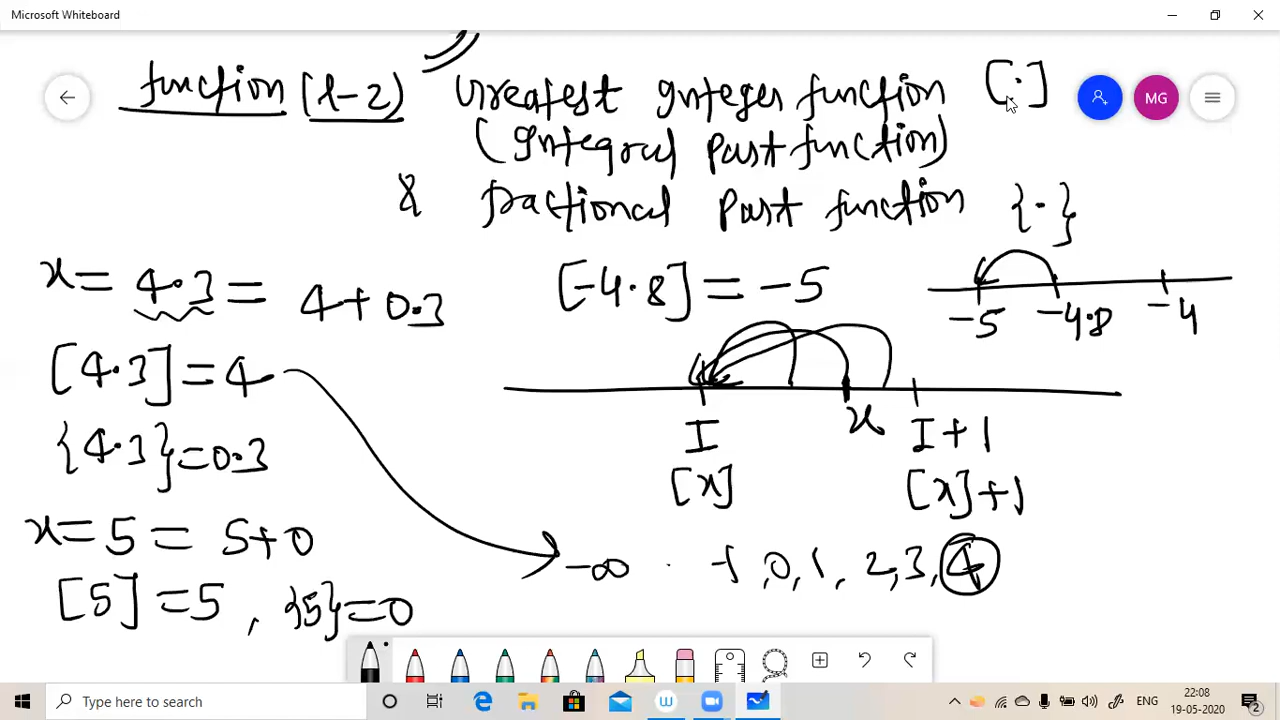 Microsoft Whiteboard
function (L-2) Greatest Integer function [·]
(Integral Part function)
& fractional Part function {·}
MG
x = 4.3 = 4 + 0.3
[-4.8] = -5
-5 -4.8 -4
[4.3] = 4
{4.3} = 0.3
I x I+1
[x] [x]+1
x = 5 = 5+0
[5] = 5, {5} = 0
-∞ . -1, 0, 1, 2, 3, 4
Type here to search
ENG
22:08
19-05-2020
2